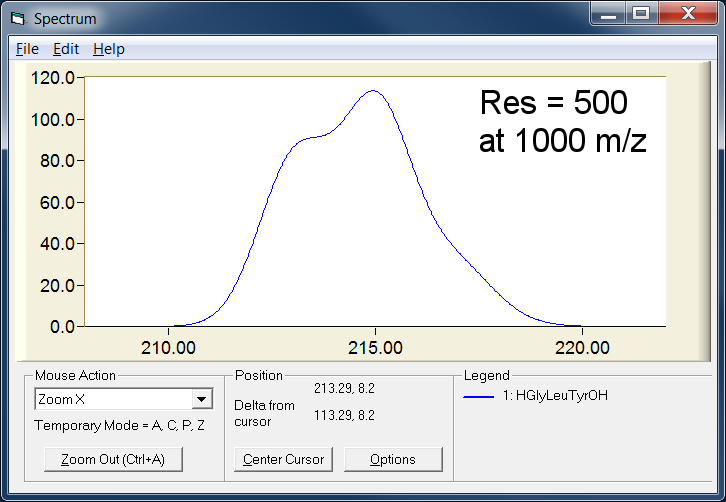 Spectrum
File Edit Help
Res = 500
at 1000 m/z
120.0
100.0
80.0
60.0
40.0
20.0
0.0
210.00 215.00 220.00
Mouse Action
Zoom X
Temporary Mode = A, C, P, Z
Zoom Out (Ctrl+A)
Position
213.29, 8.2
Delta from
cursor
113.29, 8.2
Center Cursor
Options
Legend
1: HGlyLeuTyrOH